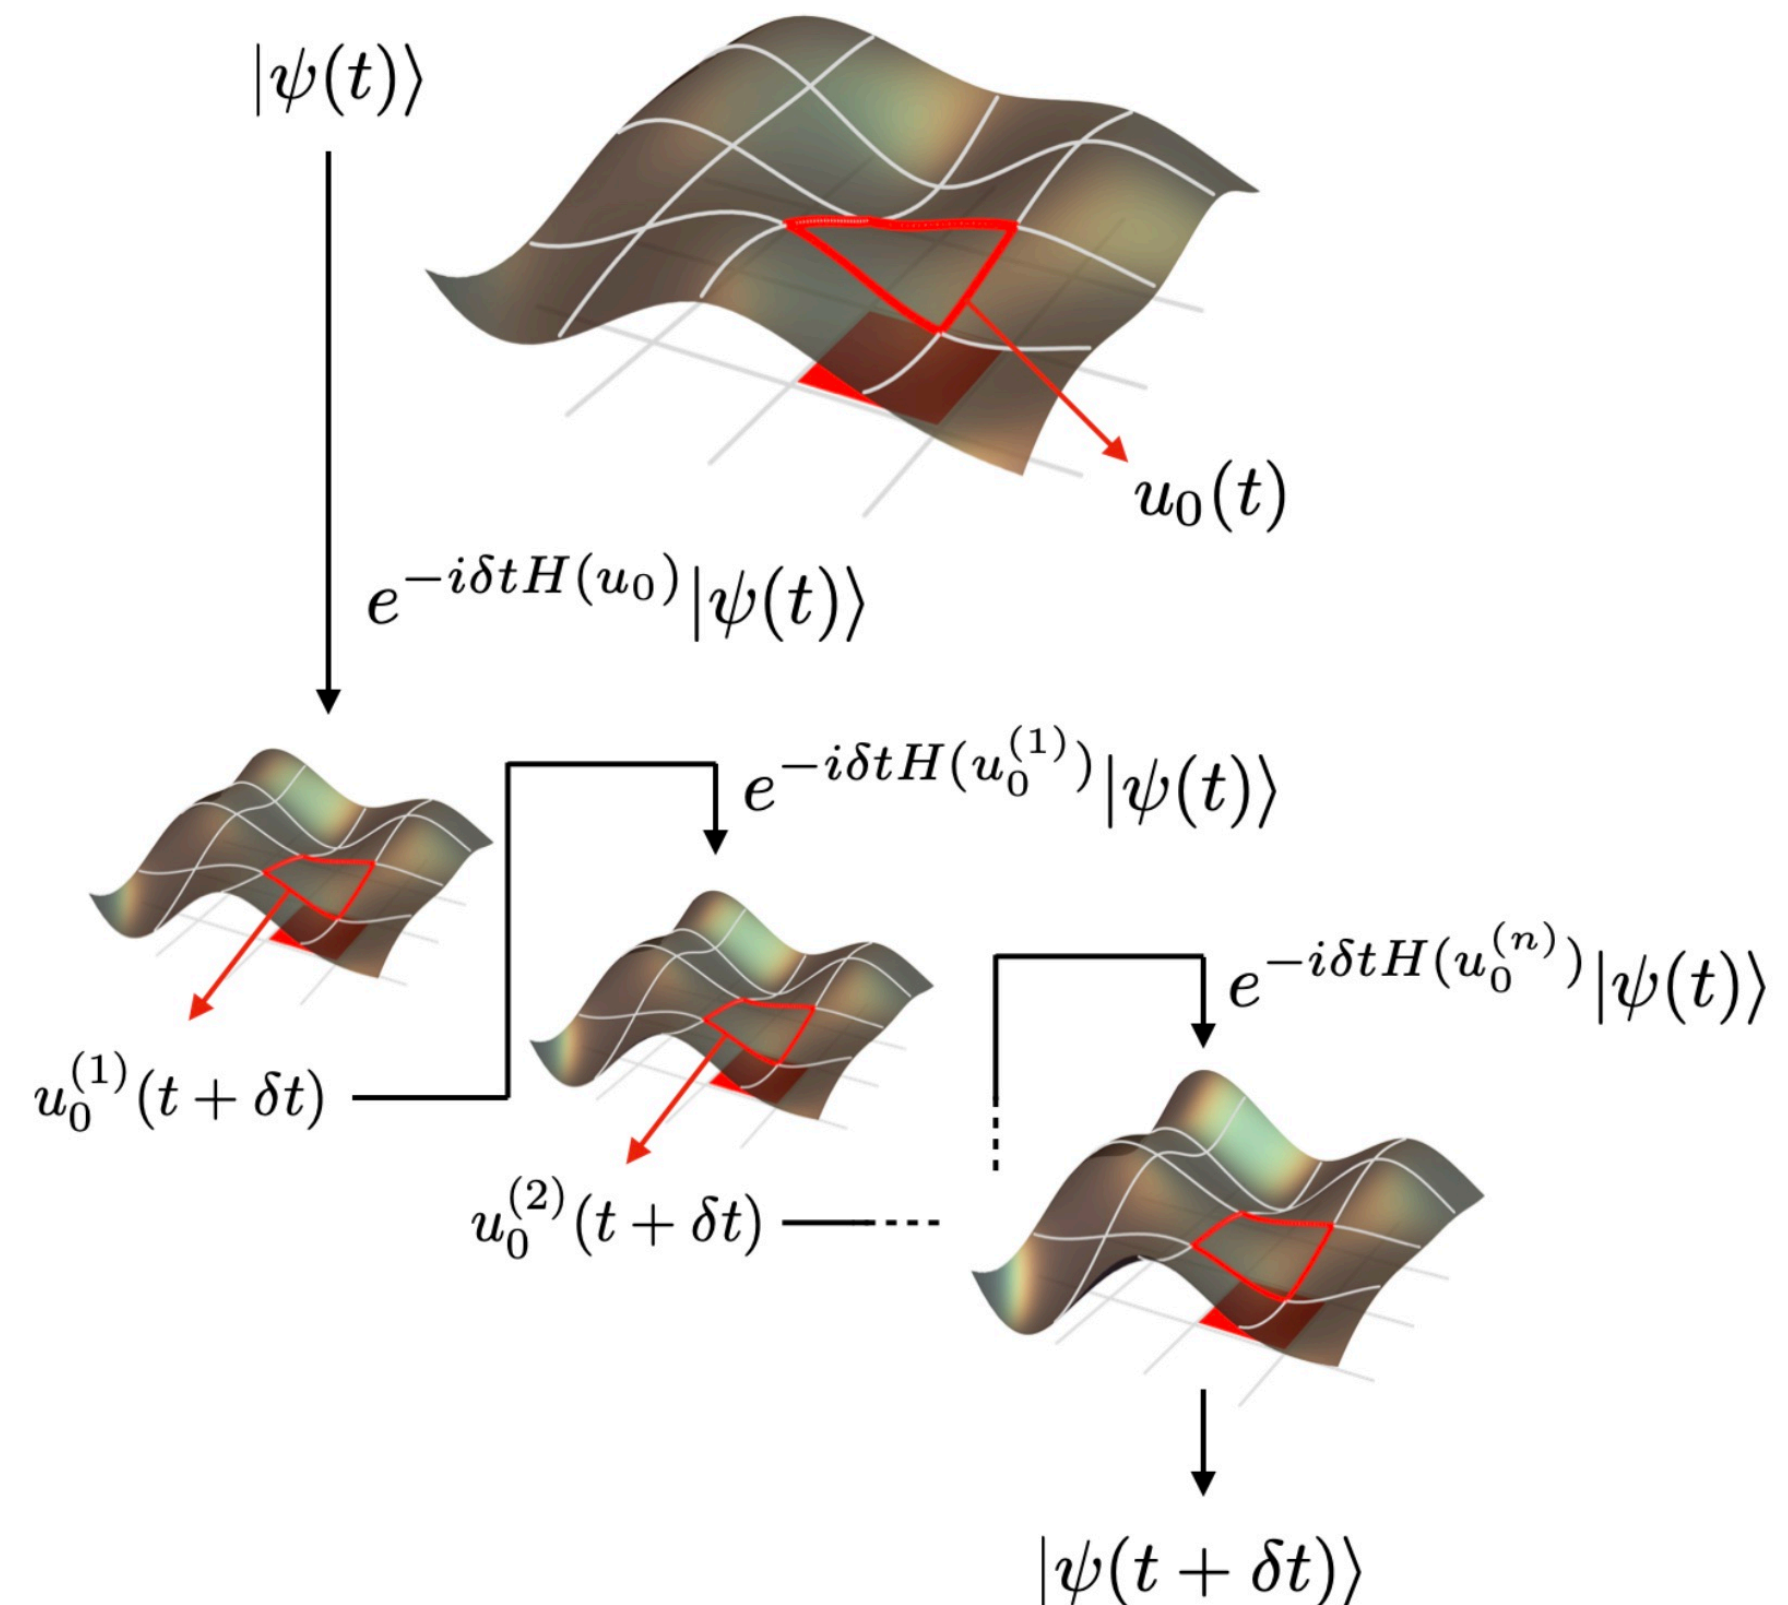 |ψ(t)⟩
u₀(t)
e^{-iδtH(u₀)}|ψ(t)⟩
e^{-iδtH(u₀^{(1)})}|ψ(t)⟩
e^{-iδtH(u₀^{(n)})}|ψ(t)⟩
u₀^{(1)}(t + δt)
u₀^{(2)}(t + δt)
|ψ(t + δt)⟩